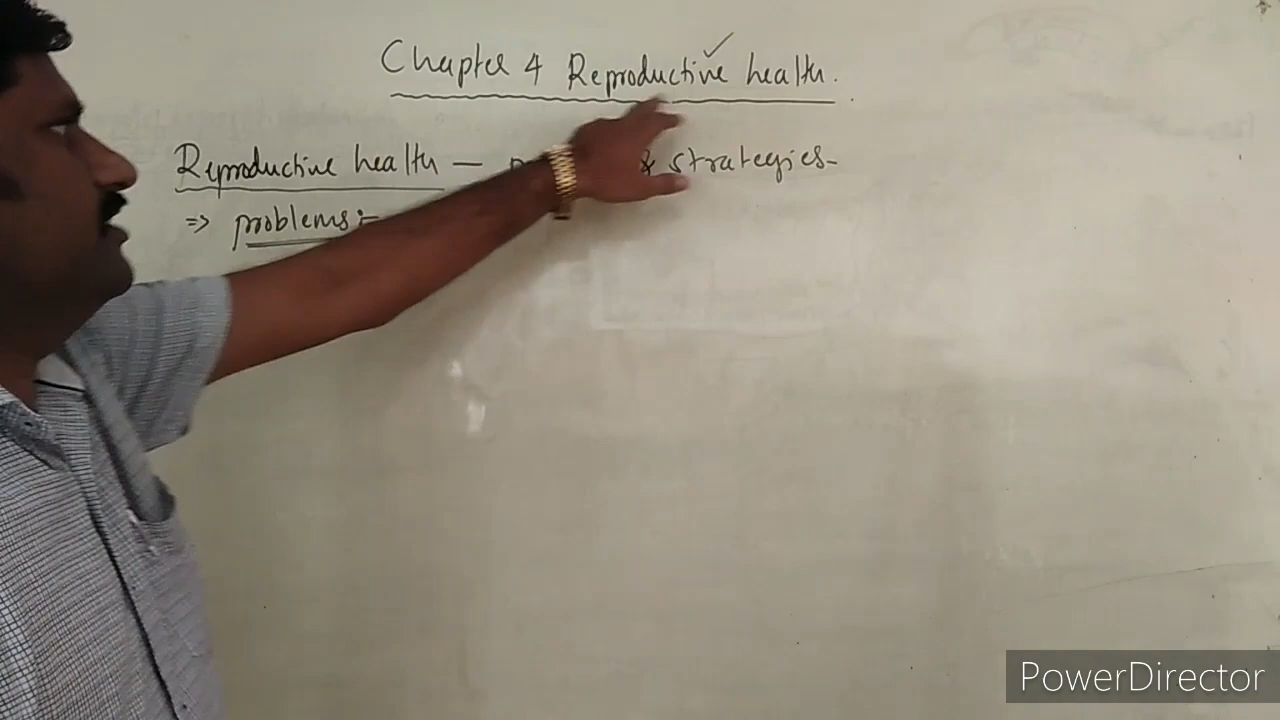 Chapter 4 Reproductive health.
Reproductive health — & strategies-
⇒ problems:-
PowerDirector